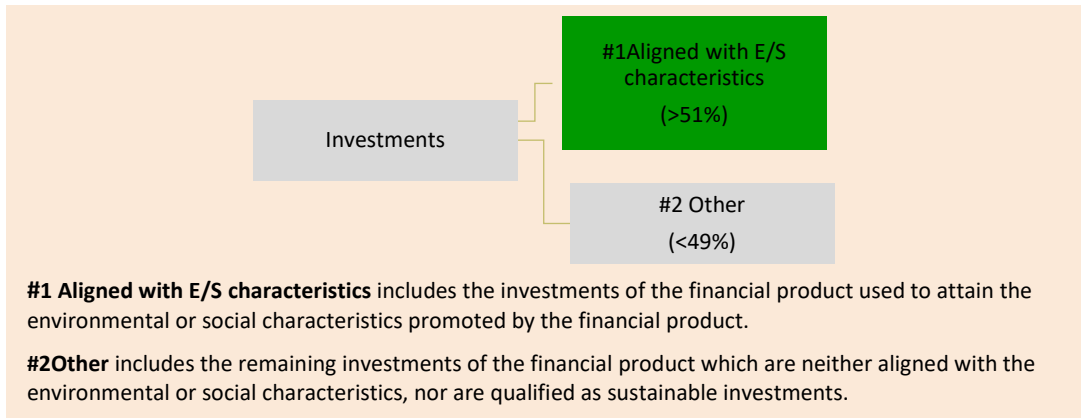 #1Aligned with E/S
characteristics
(>51%)
Investments
#2 Other
(<49%)
#1 Aligned with E/S characteristics includes the investments of the financial product used to attain the
environmental or social characteristics promoted by the financial product.
#2Other includes the remaining investments of the financial product which are neither aligned with the
environmental or social characteristics, nor are qualified as sustainable investments.